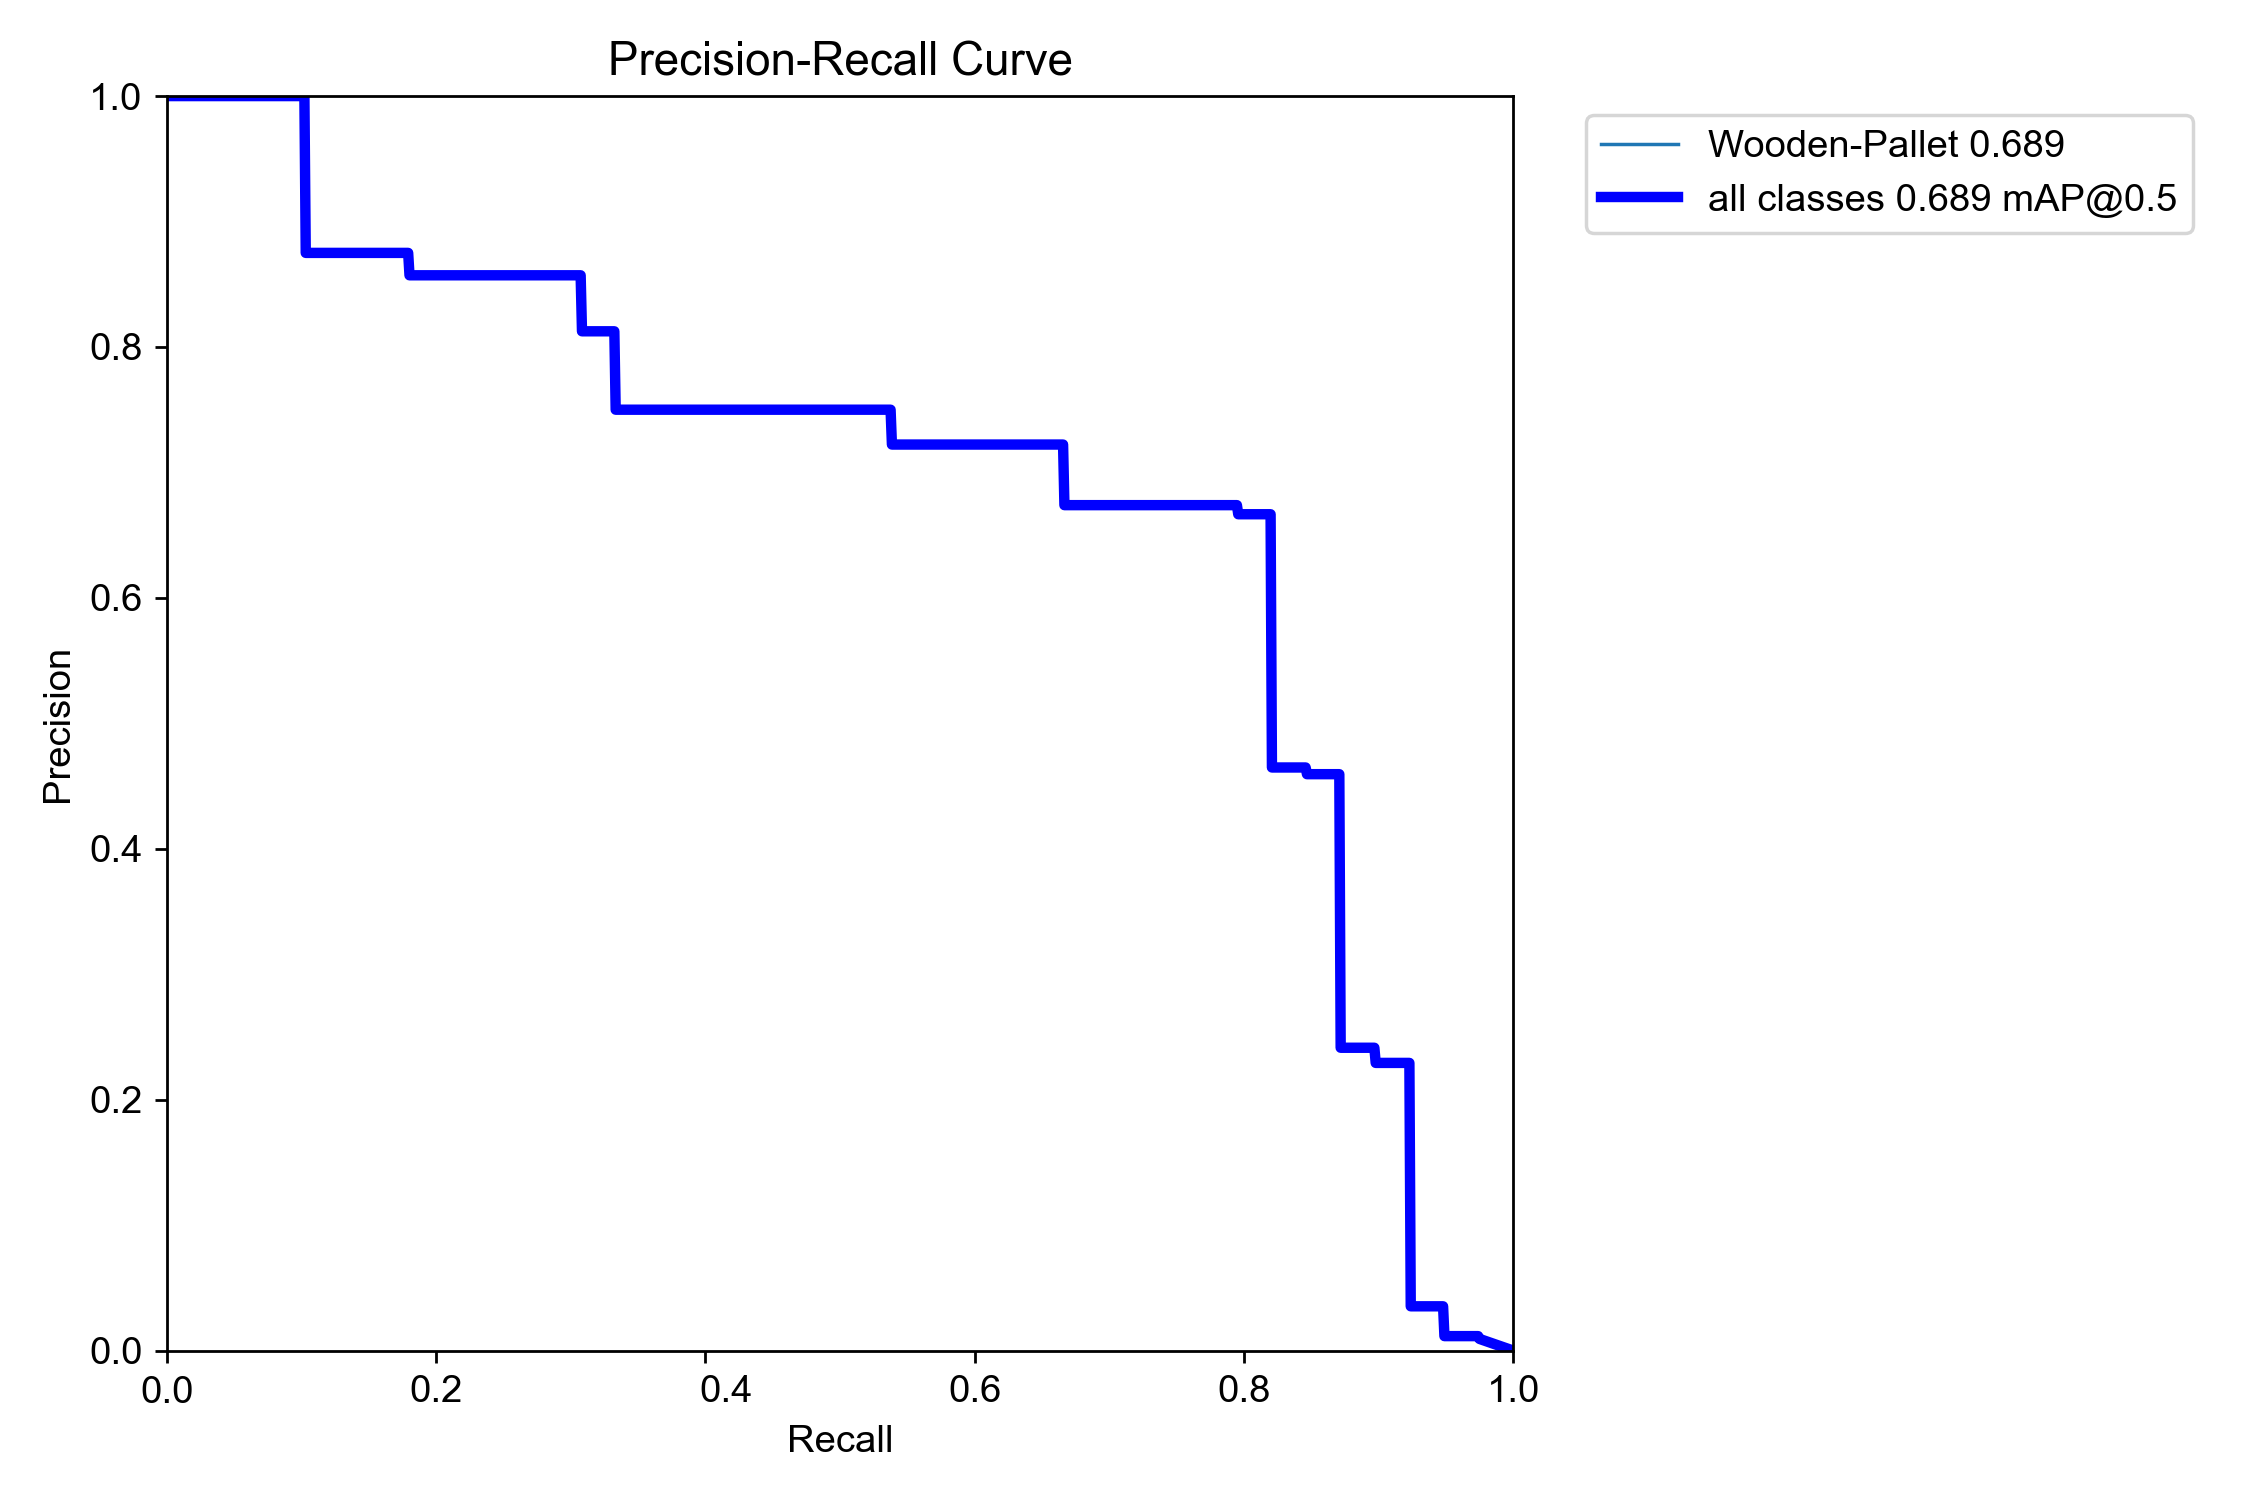 Precision-Recall Curve
Wooden-Pallet 0.689
all classes 0.689 mAP@0.5
1.0
0.8
0.6
0.4
0.2
0.0
Precision
0.0 0.2 0.4 0.6 0.8 1.0
Recall